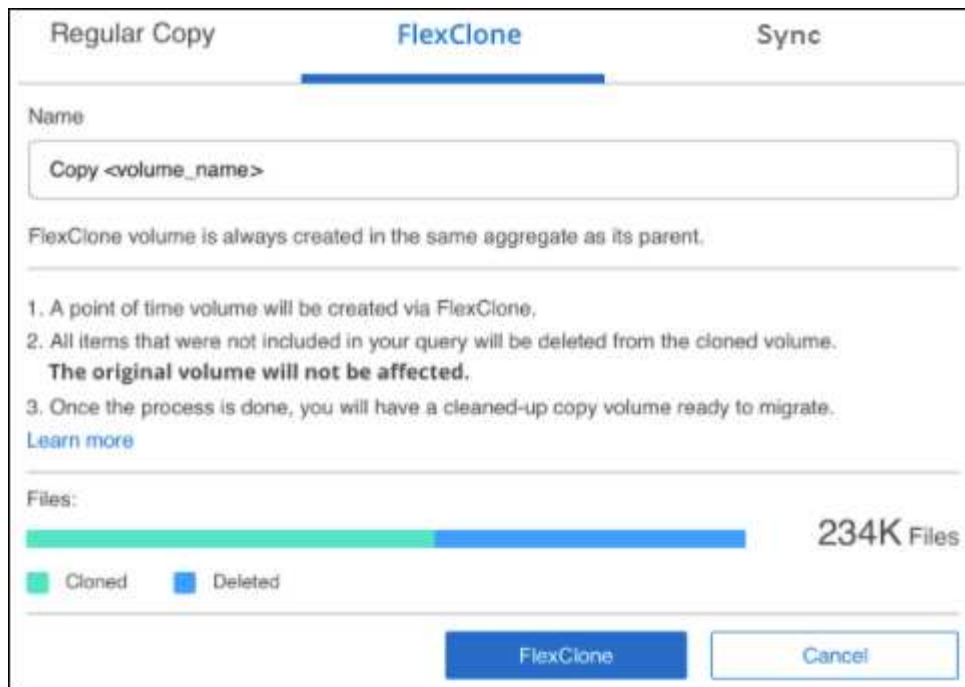 Regular Copy FlexClone Sync
Name
Copy <volume_name>
FlexClone volume is always created in the same aggregate as its parent.
1. A point of time volume will be created via FlexClone.
2. All items that were not included in your query will be deleted from the cloned volume.
The original volume will not be affected.
3. Once the process is done, you will have a cleaned-up copy volume ready to migrate.
Learn more
Files:
234K Files
Cloned Deleted
FlexClone Cancel